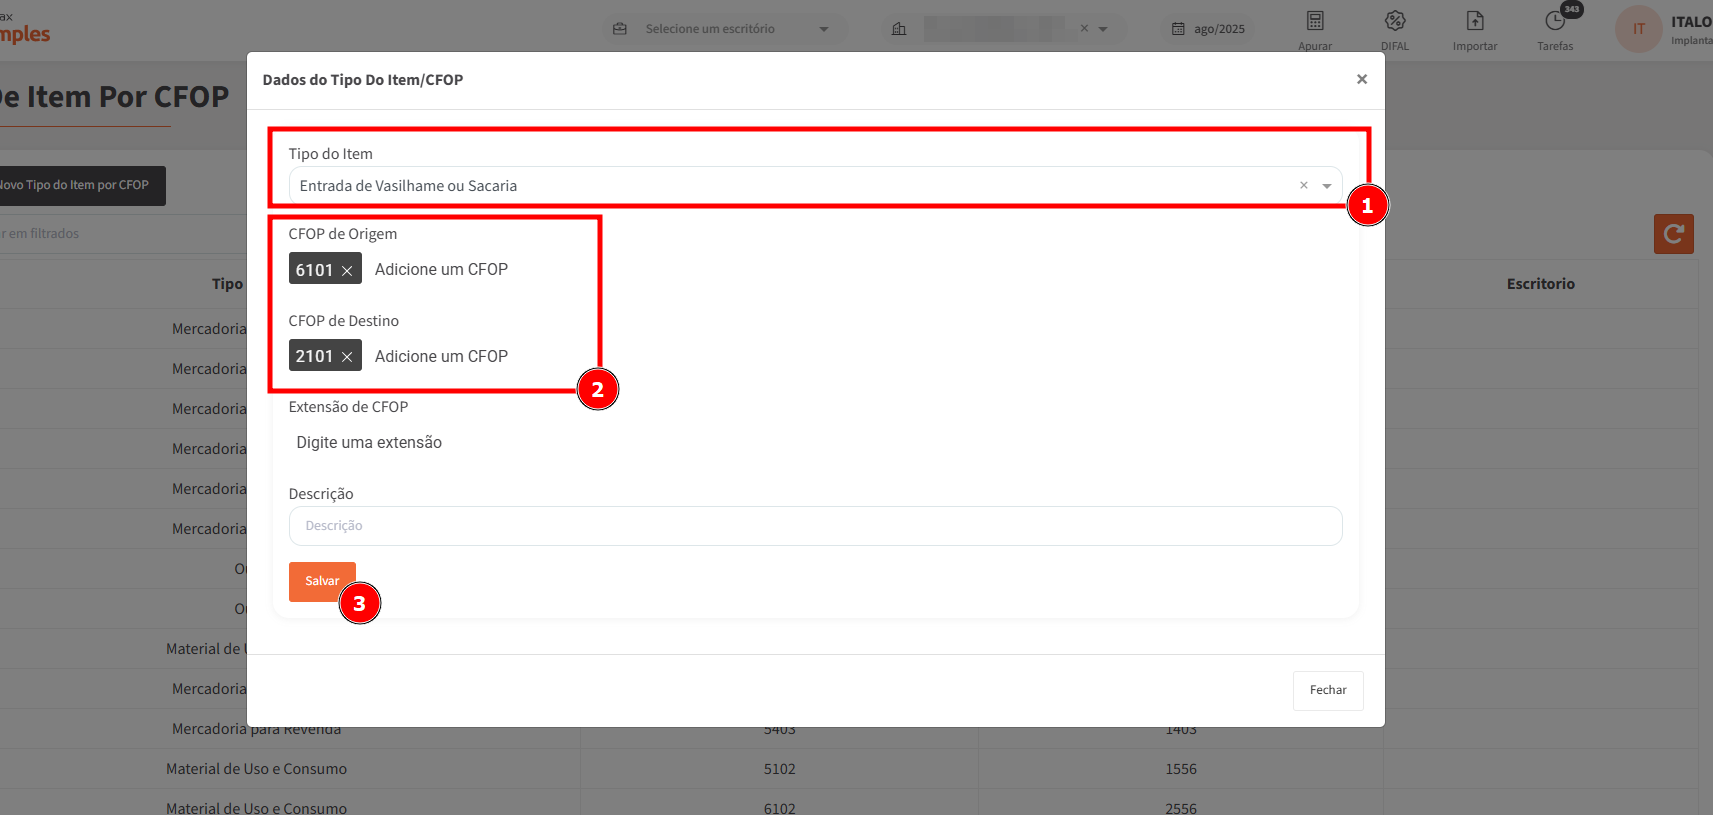 ax
mples
Selecione um escritório
ago/2025
Apurar
DIFAL
Importar
343
Tarefas
IT
ITALO
Implanta
De Item Por CFOP
Novo Tipo do Item por CFOP
r em filtrados
Tipo
Escritorio
Mercadoria
Mercadoria
Mercadoria
Mercadoria
Mercadoria
Mercadoria
Material de
Mercadoria
Mercadoria para Revenda 5403 1403
Material de Uso e Consumo 5102 1556
Material de Uso e Consumo 6102 2556
Dados do Tipo Do Item/CFOP
×
Tipo do Item
Entrada de Vasilhame ou Sacaria
1
CFOP de Origem
6101 × Adicione um CFOP
CFOP de Destino
2101 × Adicione um CFOP
2
Extensão de CFOP
Digite uma extensão
Descrição
Descrição
Salvar
3
Fechar